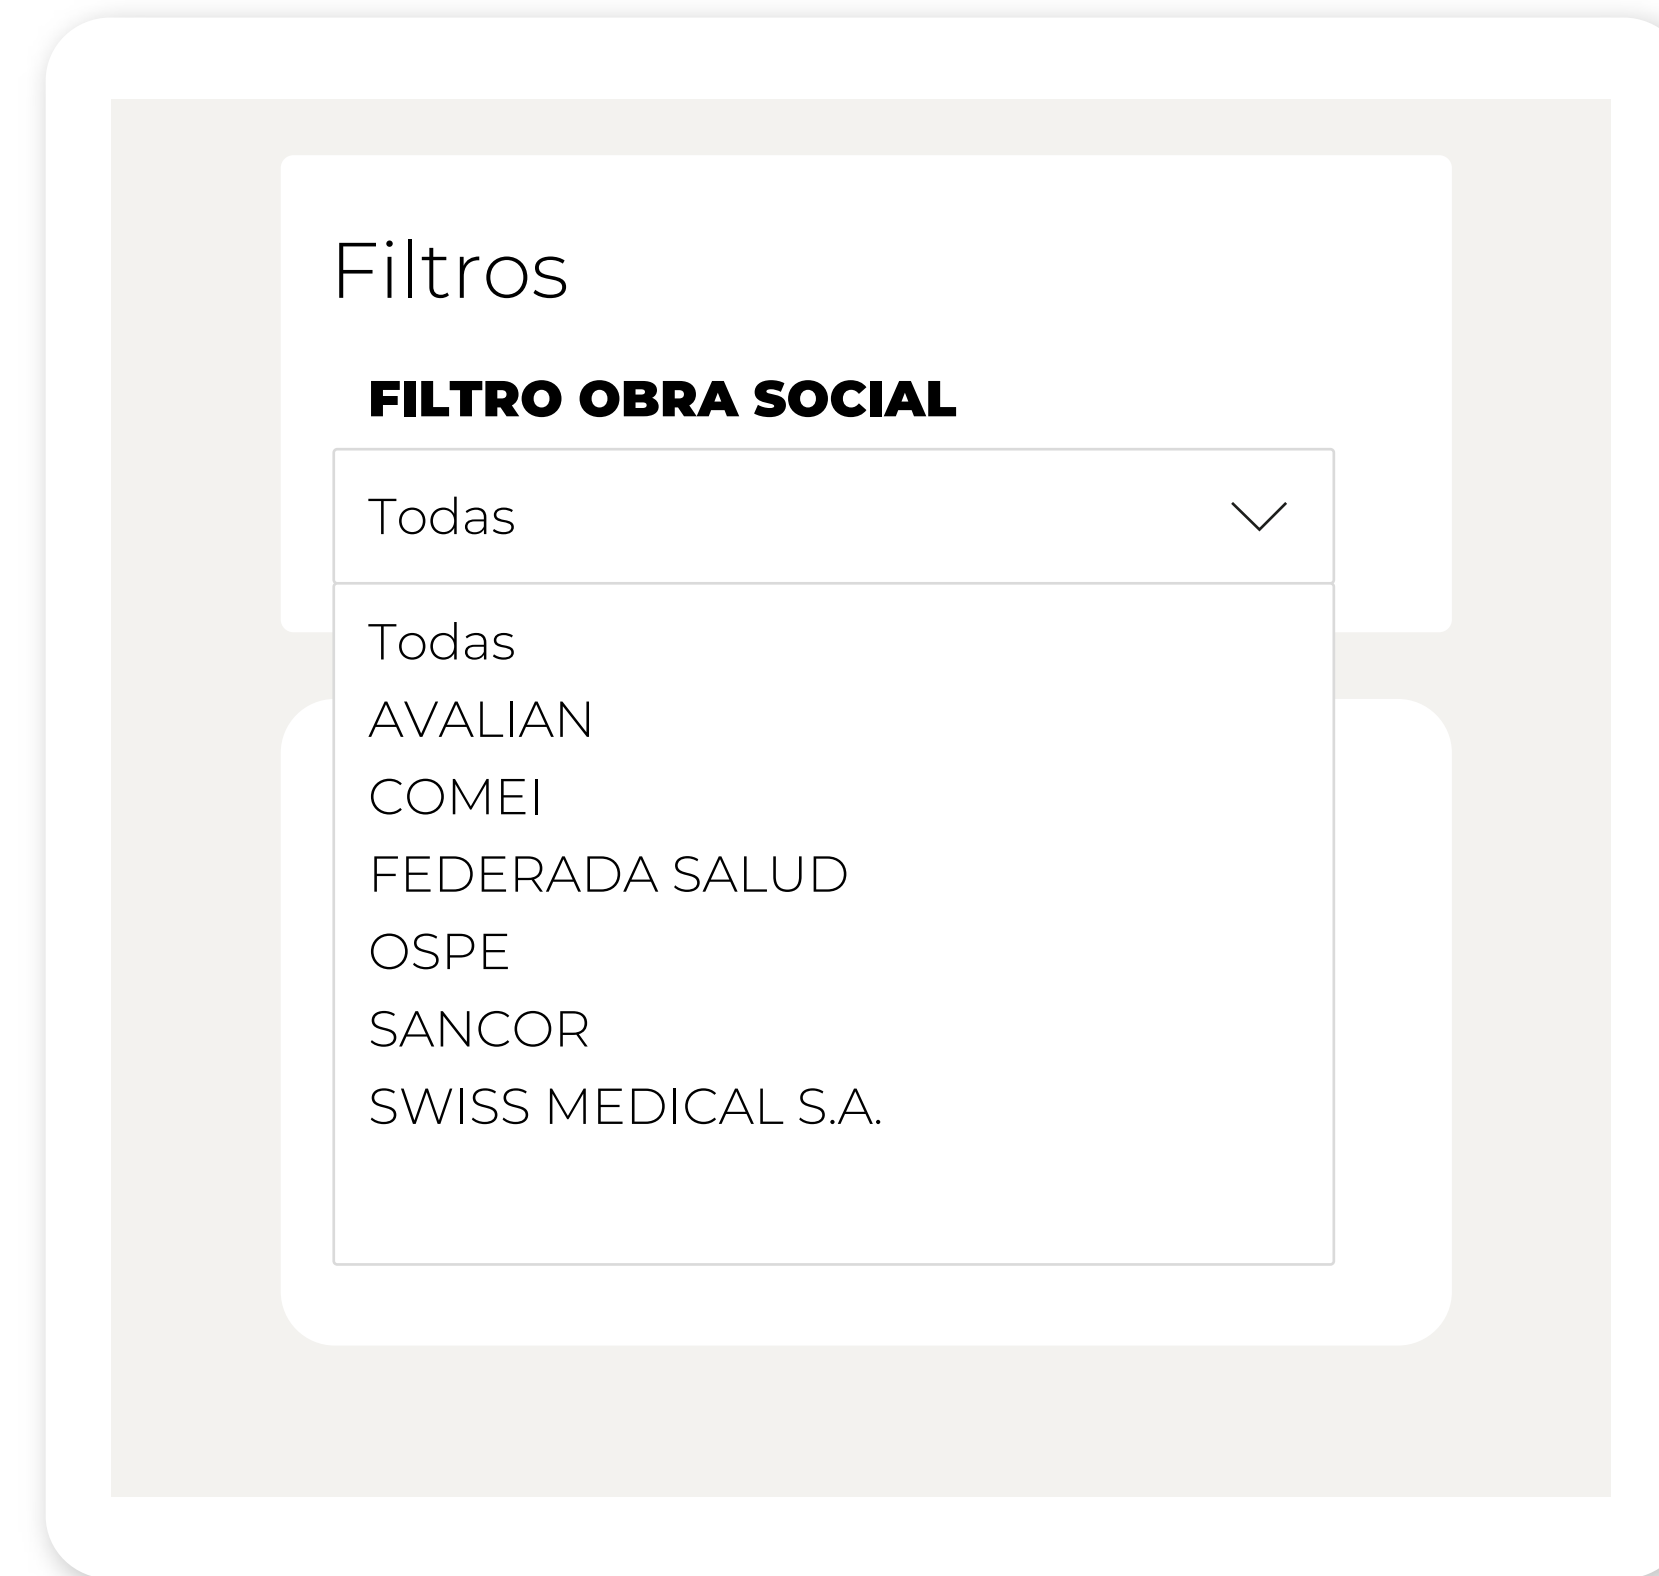 Filtros
FILTRO OBRA SOCIAL
Todas
Todas
AVALIAN
COMEI
FEDERADA SALUD
OSPE
SANCOR
SWISS MEDICAL S.A.